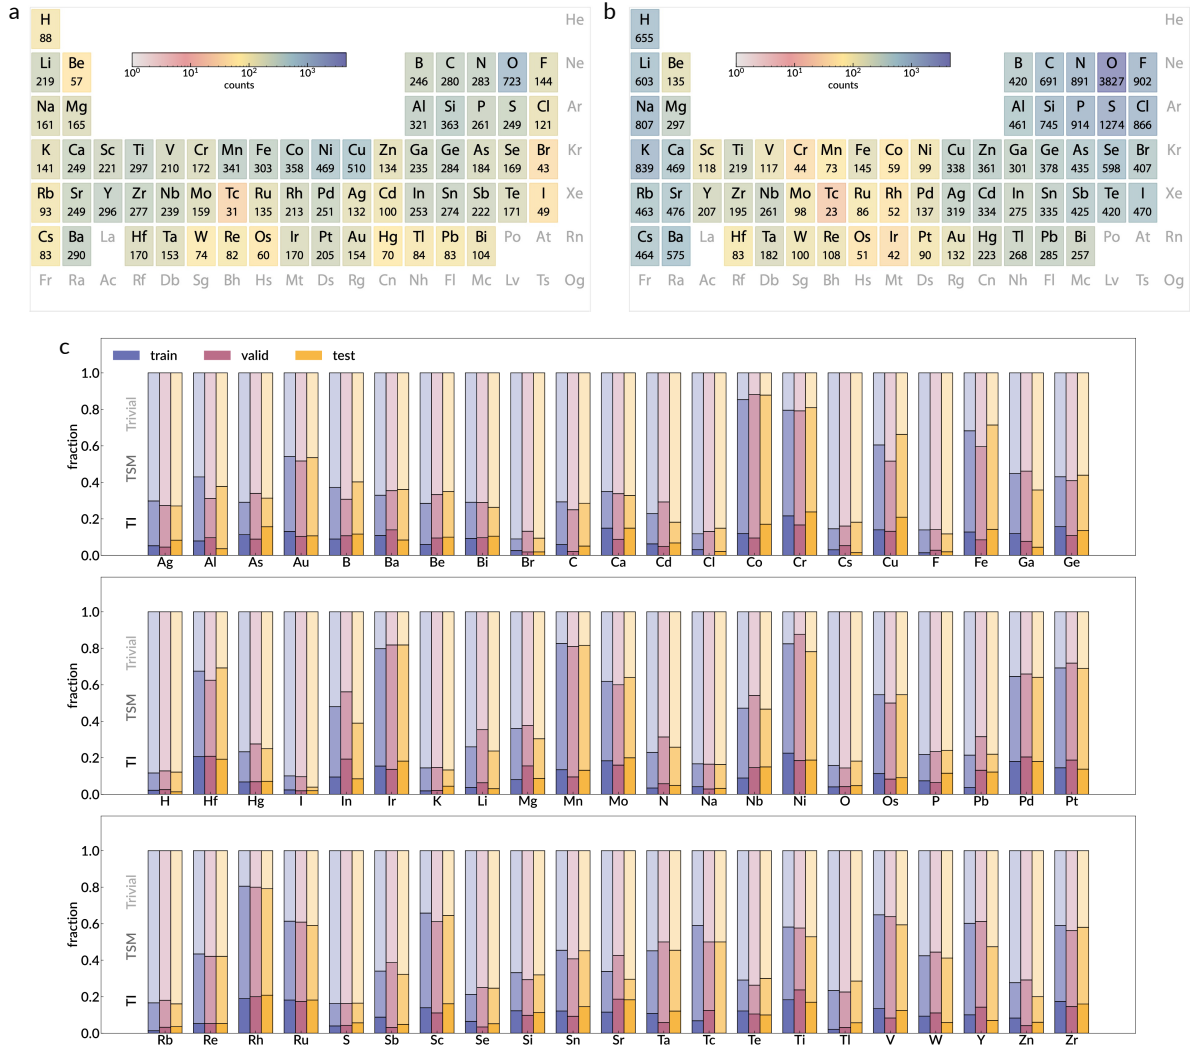 a
H He
88
Li Be B C N O F Ne
219 57 246 280 283 723 144
Na Mg Al Si P S Cl Ar
161 165 321 363 261 249 121
K Ca Sc Ti V Cr Mn Fe Co Ni Cu Zn Ga Ge As Se Br Kr
141 249 221 297 210 172 341 303 358 469 510 134 235 284 184 169 43
Rb Sr Y Zr Nb Mo Tc Ru Rh Pd Ag Cd In Sn Sb Te I Xe
93 249 296 277 239 159 31 135 213 251 132 100 253 274 222 171 49
Cs Ba La Hf Ta W Re Os Ir Pt Au Hg Tl Pb Bi Po At Rn
83 290 170 153 74 82 60 170 205 154 70 84 83 104
Fr Ra Ac Rf Db Sg Bh Hs Mt Ds Rg Cn Nh Fl Mc Lv Ts Og
10⁰ 10¹ 10² 10³
counts
b
H He
655
Li Be B C N O F Ne
603 135 420 691 891 3827 902
Na Mg Al Si P S Cl Ar
807 297 461 745 914 1274 866
K Ca Sc Ti V Cr Mn Fe Co Ni Cu Zn Ga Ge As Se Br Kr
839 469 118 219 117 44 73 145 59 99 338 361 301 378 435 598 407
Rb Sr Y Zr Nb Mo Tc Ru Rh Pd Ag Cd In Sn Sb Te I Xe
463 476 207 195 261 98 23 86 52 137 319 334 275 335 425 420 470
Cs Ba La Hf Ta W Re Os Ir Pt Au Hg Tl Pb Bi Po At Rn
464 575 83 182 100 108 51 42 90 132 223 268 285 257
Fr Ra Ac Rf Db Sg Bh Hs Mt Ds Rg Cn Nh Fl Mc Lv Ts Og
10⁰ 10¹ 10² 10³
counts
c
train valid test
fraction
TI TSM Trivial
1.0
0.8
0.6
0.4
0.2
0.0
Ag Al As Au B Ba Be Bi Br C Ca Cd Cl Co Cr Cs Cu F Fe Ga Ge
fraction
TI TSM Trivial
1.0
0.8
0.6
0.4
0.2
0.0
H Hf Hg I In Ir K Li Mg Mn Mo N Na Nb Ni O Os P Pb Pd Pt
fraction
TI TSM Trivial
1.0
0.8
0.6
0.4
0.2
0.0
Rb Re Rh Ru S Sb Sc Se Si Sn Sr Ta Tc Te Ti Tl V W Y Zn Zr